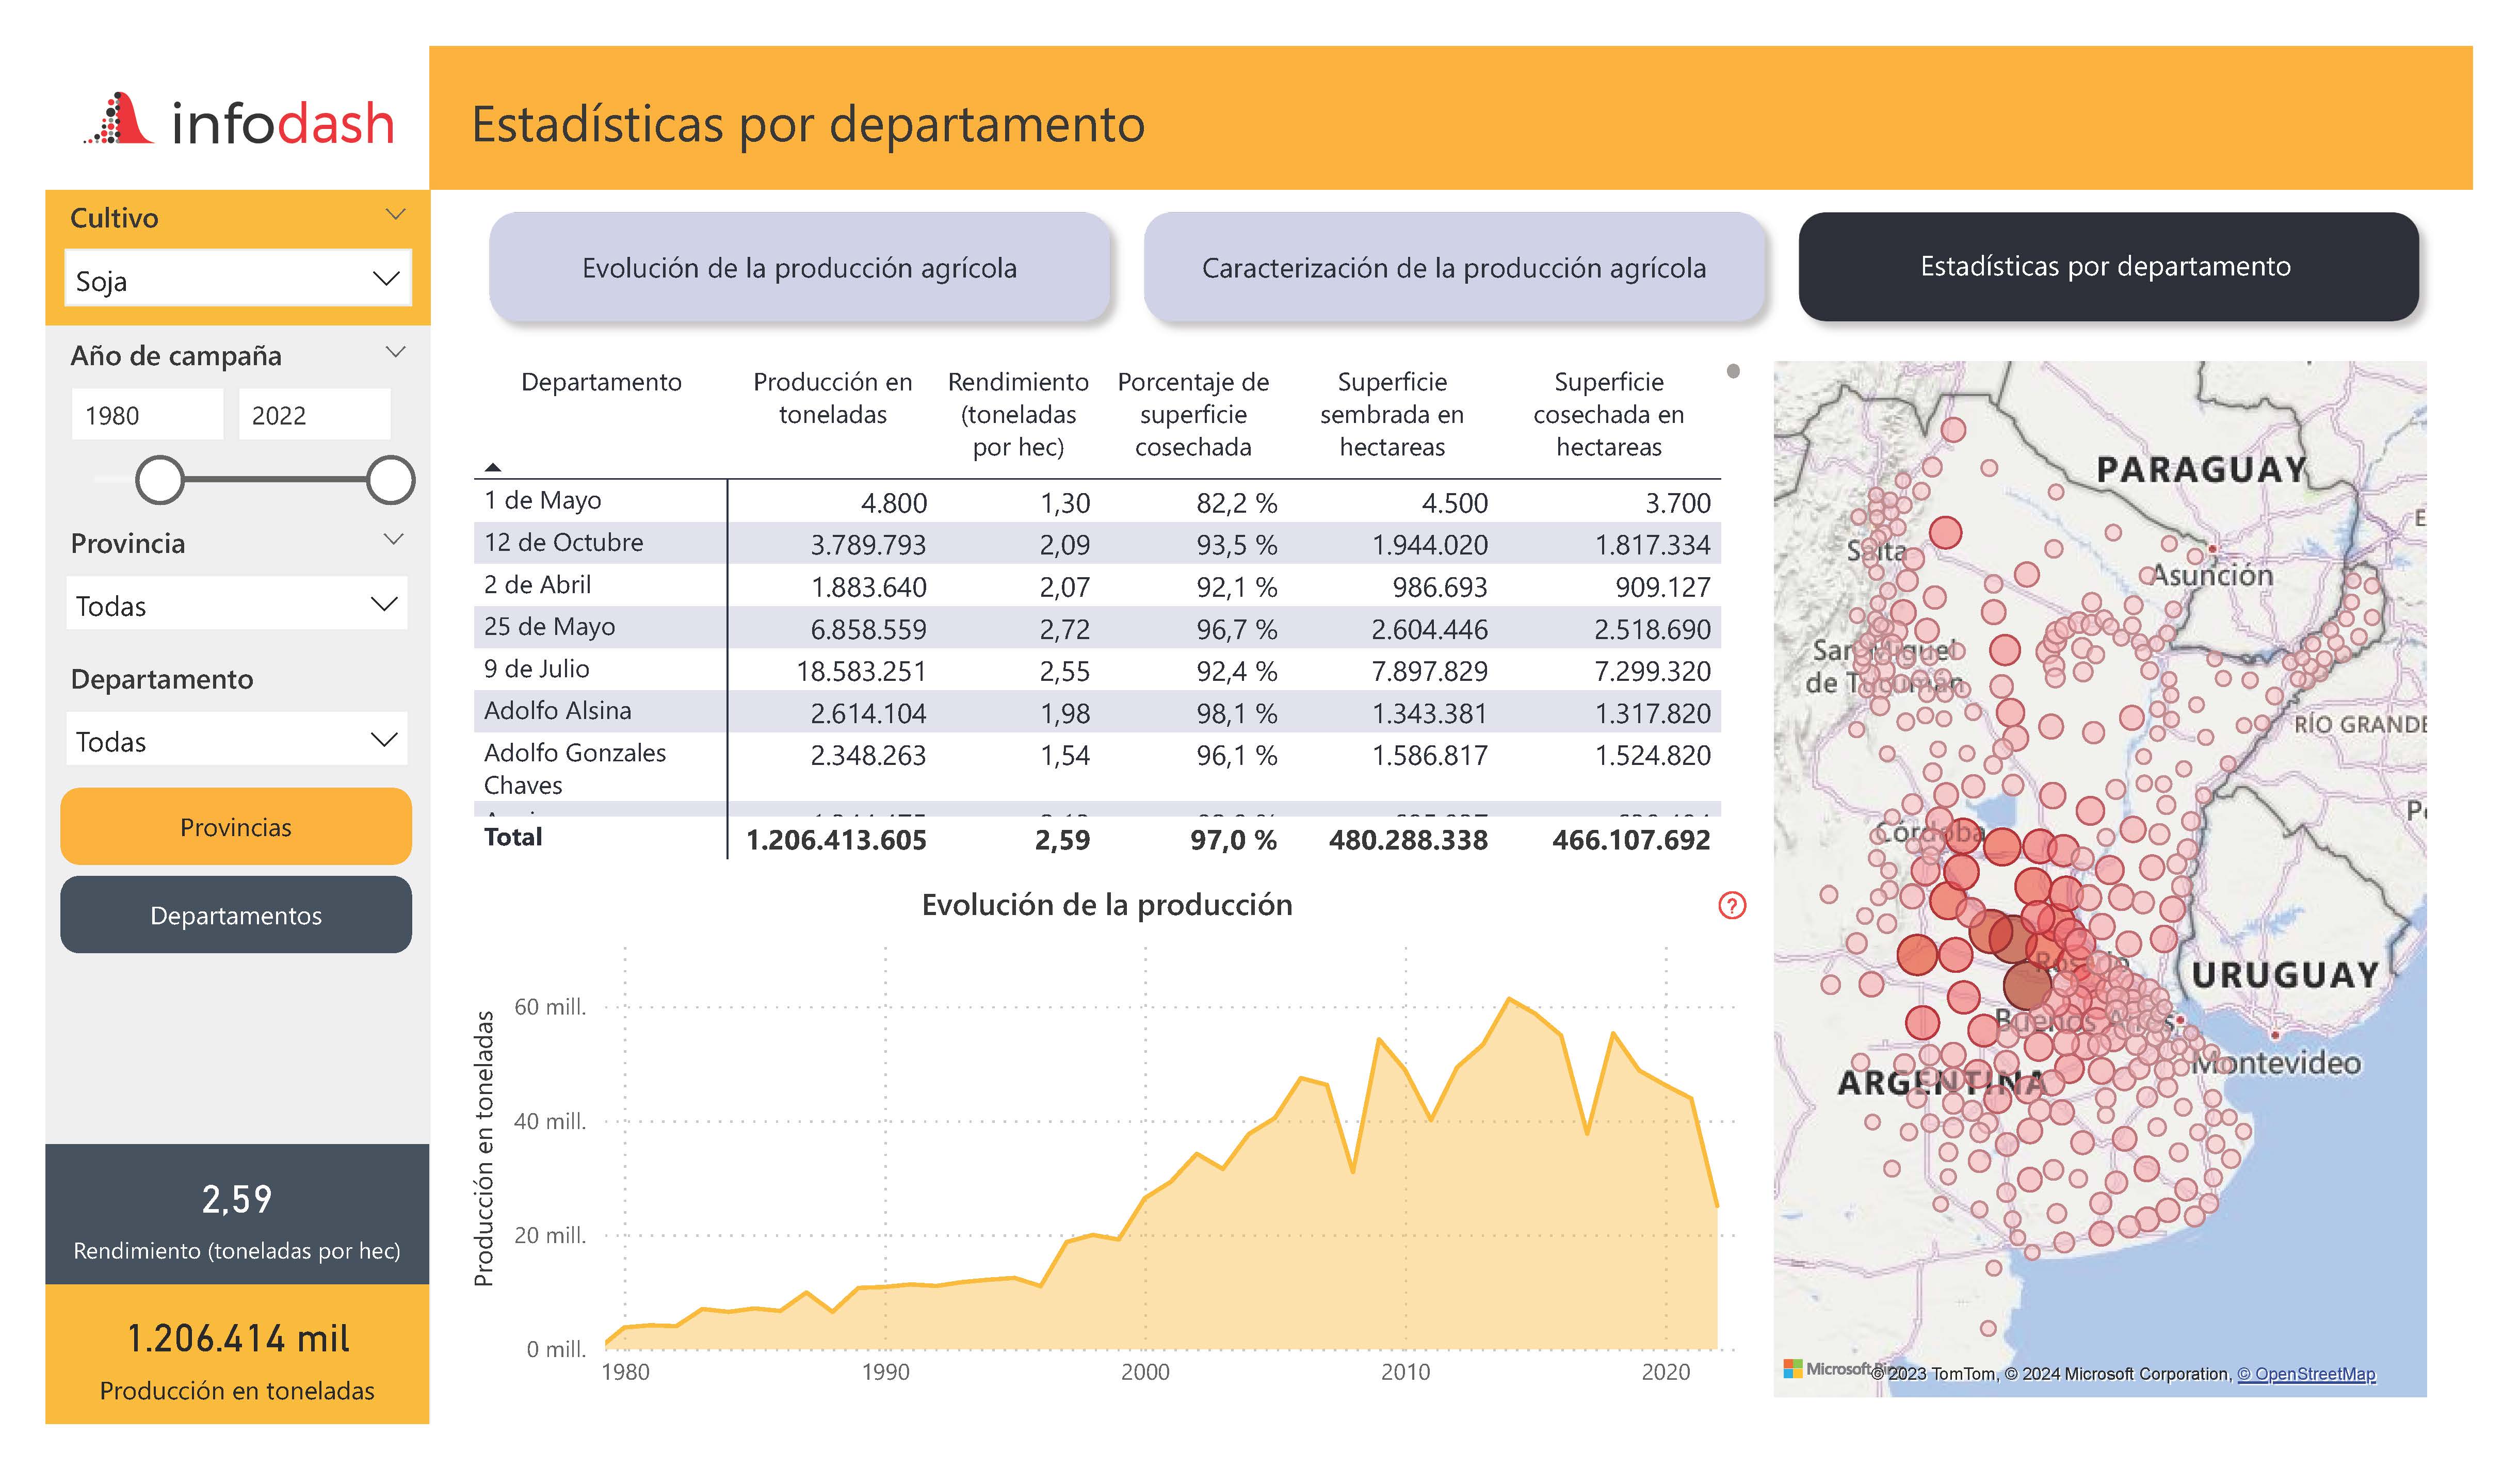 infodash
Estadísticas por departamento
Cultivo
Soja
Año de campaña
1980 2022
Provincia
Todas
Departamento
Todas
Provincias
Departamentos
2,59
Rendimiento (toneladas por hec)
1.206.414 mil
Producción en toneladas
Evolución de la producción agrícola
Caracterización de la producción agrícola
Estadísticas por departamento
Departamento
Producción en
toneladas
Rendimiento
(toneladas
por hec)
Porcentaje de
superficie
cosechada
Superficie
sembrada en
hectareas
Superficie
cosechada en
hectareas
1 de Mayo 4.800 1,30 82,2 % 4.500 3.700
12 de Octubre 3.789.793 2,09 93,5 % 1.944.020 1.817.334
2 de Abril 1.883.640 2,07 92,1 % 986.693 909.127
25 de Mayo 6.858.559 2,72 96,7 % 2.604.446 2.518.690
9 de Julio 18.583.251 2,55 92,4 % 7.897.829 7.299.320
Adolfo Alsina 2.614.104 1,98 98,1 % 1.343.381 1.317.820
Adolfo Gonzales 2.348.263 1,54 96,1 % 1.586.817 1.524.820
Chaves
Total 1.206.413.605 2,59 97,0 % 480.288.338 466.107.692
Evolución de la producción
?
Producción en toneladas
60 mill.
40 mill.
20 mill.
0 mill.
1980 1990 2000 2010 2020
PARAGUAY
Salta
Asunción
San Miguel
de Tucumán
RÍO GRANDE
Córdoba
Rosario
URUGUAY
Buenos Aires
Montevideo
ARGENTINA
Microsoft Bing
© 2023 TomTom, © 2024 Microsoft Corporation, © OpenStreetMap